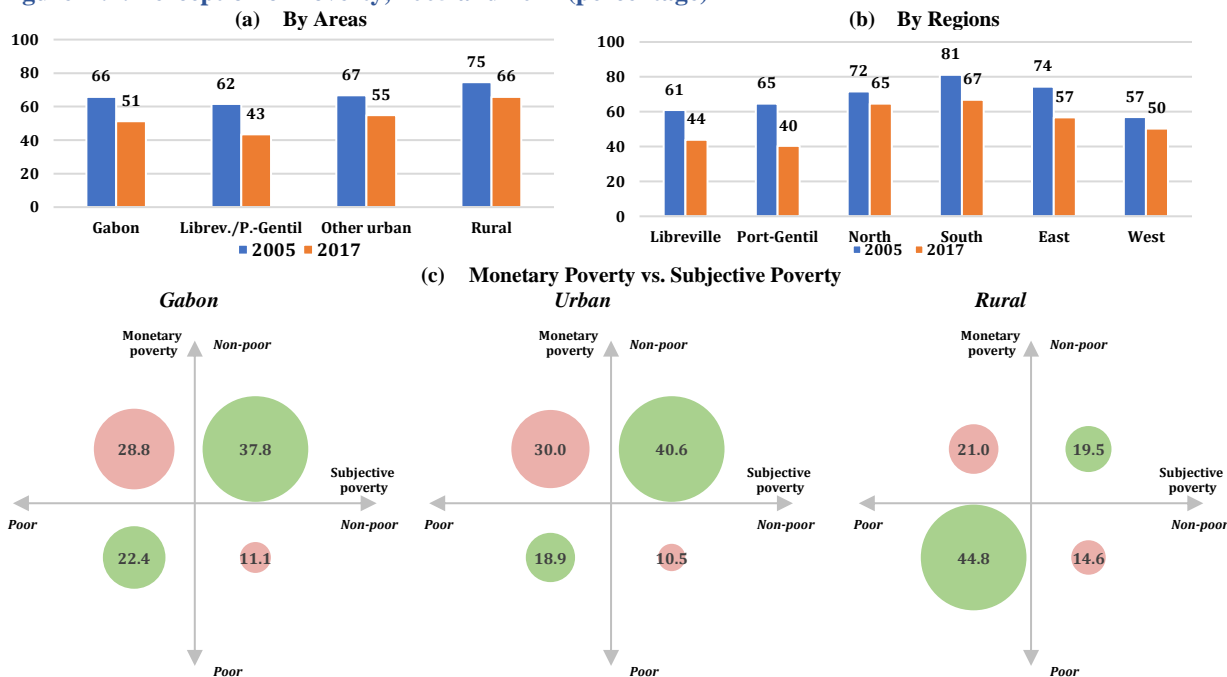 (a) By Areas
100
80
60
40
20
0
66
51
62
43
67
55
75
66
Gabon Librev./P.-Gentil Other urban Rural
2005 2017
(b) By Regions
100
80
60
40
20
0
61
44
65
40
72
65
81
67
74
57
57
50
Libreville Port-Gentil North South East West
2005 2017
(c) Monetary Poverty vs. Subjective Poverty
Gabon
Monetary
poverty
Non-poor
28.8
37.8
Subjective
poverty
Poor
Non-poor
22.4
11.1
Poor
Urban
Monetary
poverty
Non-poor
30.0
40.6
Subjective
poverty
Poor
Non-poor
18.9
10.5
Poor
Rural
Monetary
poverty
Non-poor
21.0
19.5
Subjective
poverty
Poor
Non-poor
44.8
14.6
Poor